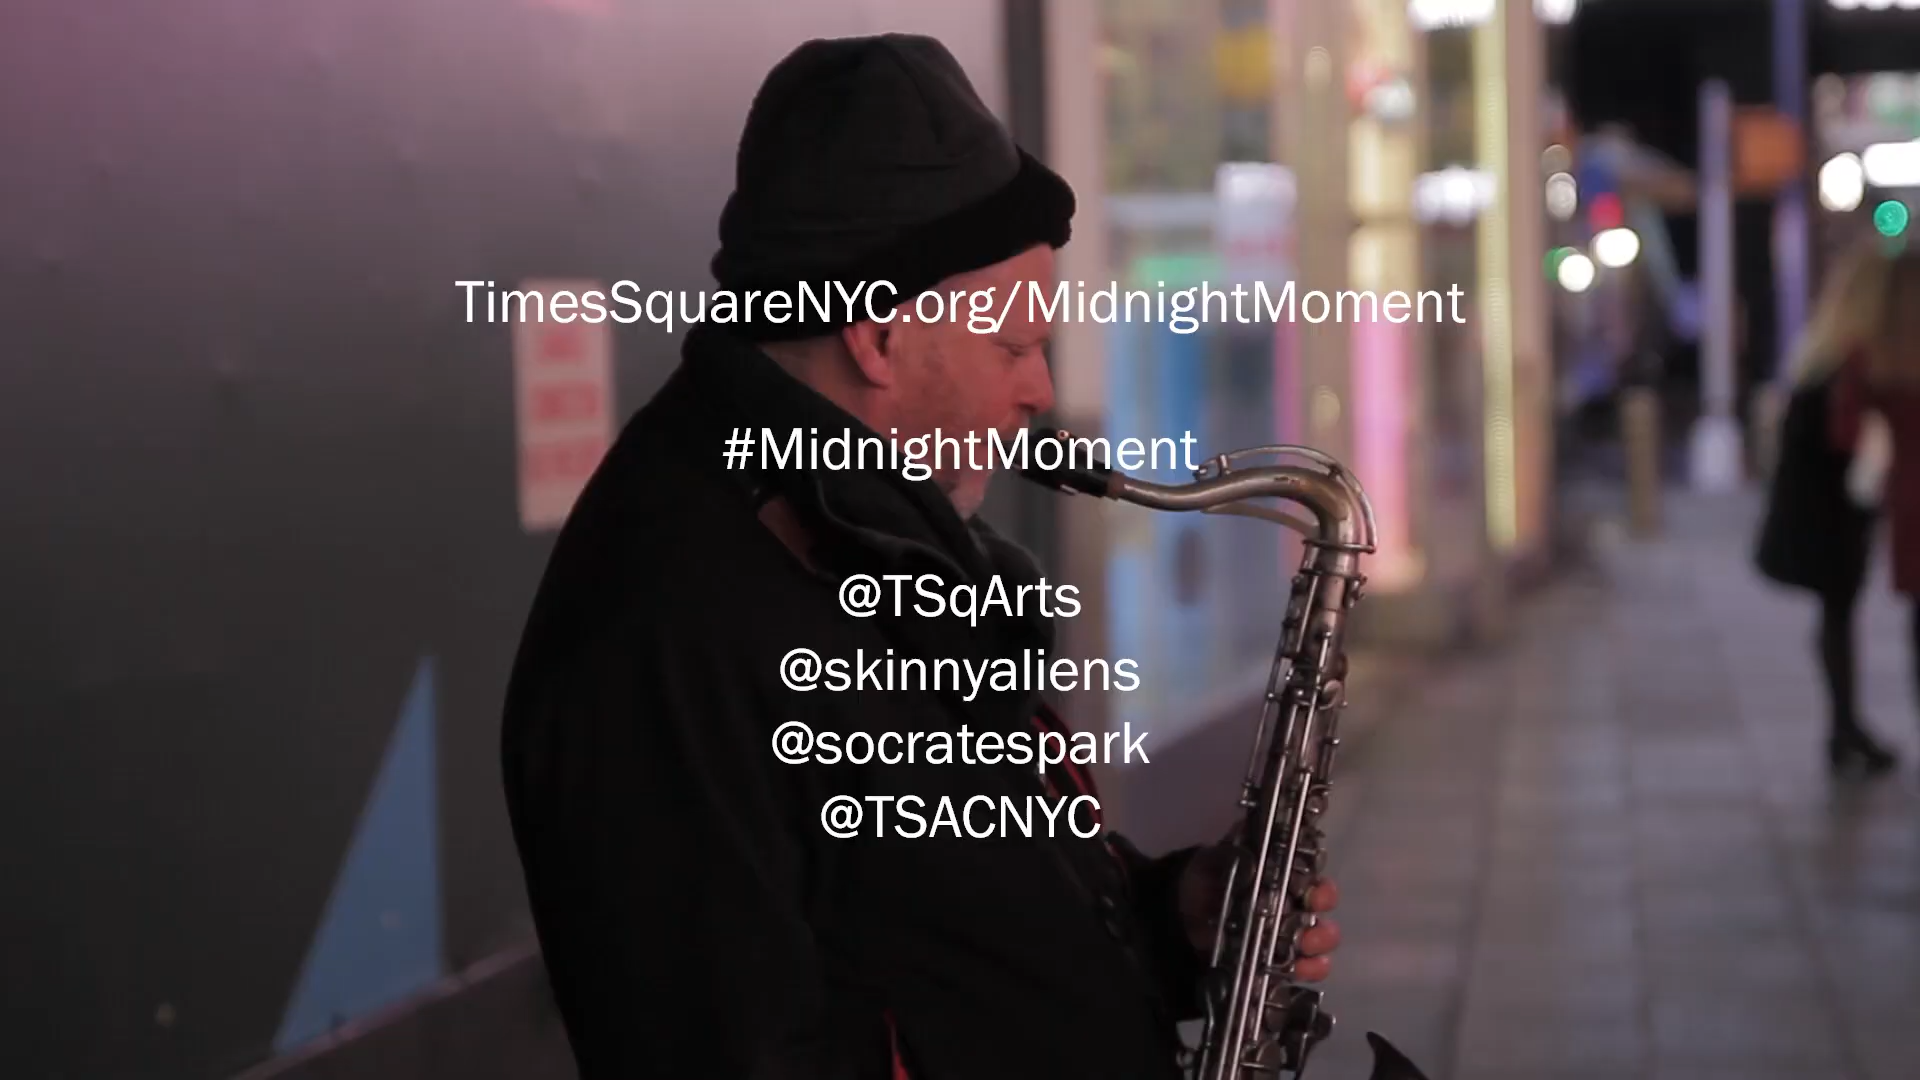 TimesSquareNYC.org/MidnightMoment
#MidnightMoment
@TSqArts
@skinnyaliens
@socratespark
@TSACNYC